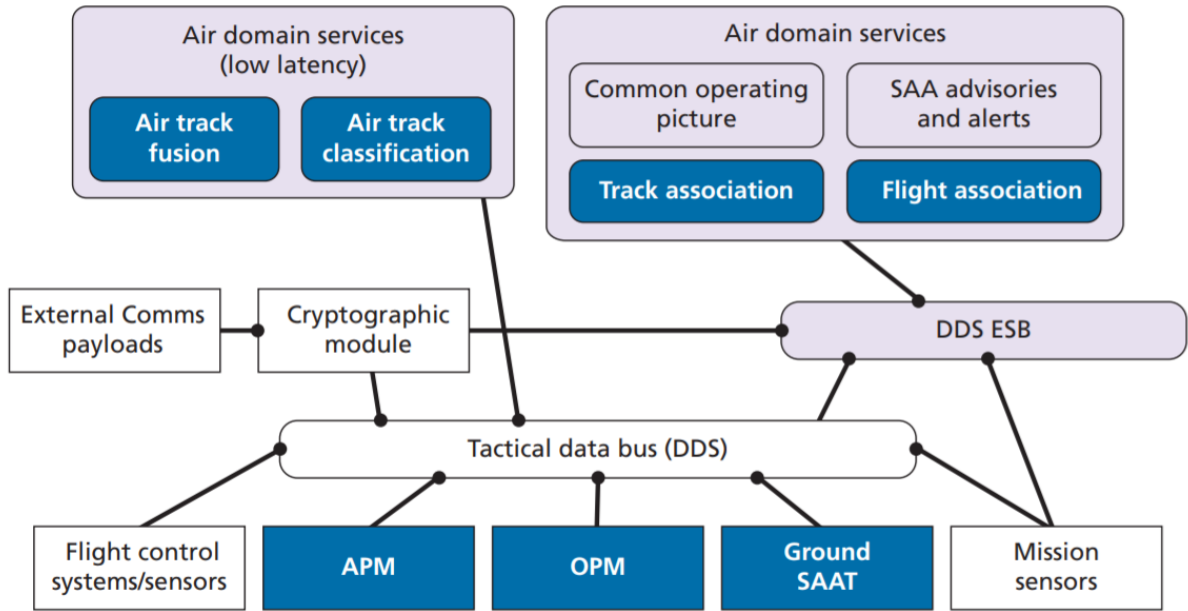 Air domain services
(low latency)
Air track
fusion
Air track
classification
Air domain services
Common operating
picture
SAA advisories
and alerts
Track association
Flight association
External Comms
payloads
Cryptographic
module
DDS ESB
Tactical data bus (DDS)
Flight control
systems/sensors
APM
OPM
Ground
SAAT
Mission
sensors